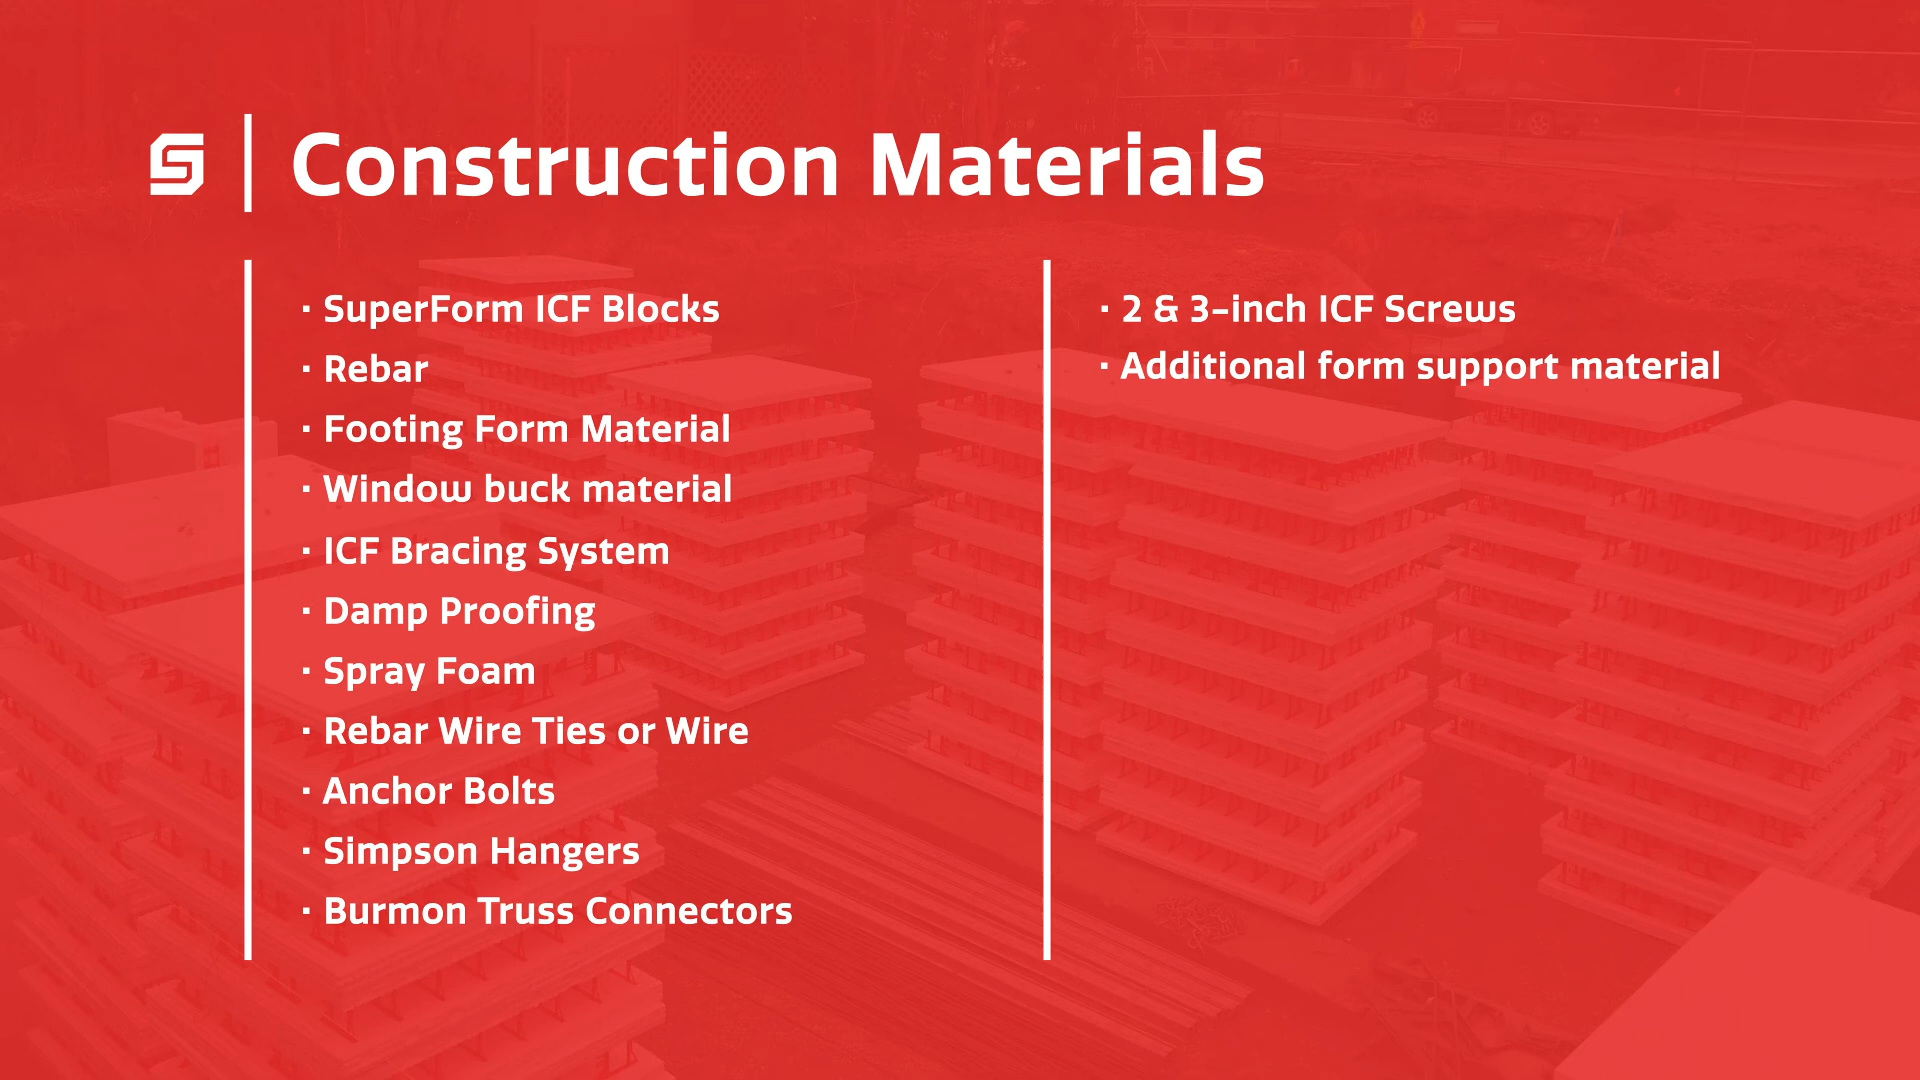 Construction Materials
· SuperForm ICF Blocks
· Rebar
· Footing Form Material
· Window buck material
· ICF Bracing System
· Damp Proofing
· Spray Foam
· Rebar Wire Ties or Wire
· Anchor Bolts
· Simpson Hangers
· Burmon Truss Connectors
· 2 & 3-inch ICF Screws
· Additional form support material